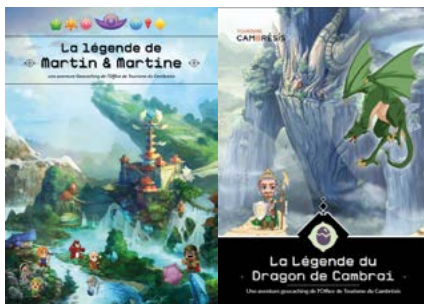 La légende de
Martin & Martine
une aventure Geocaching de l'Office de Tourisme du Cambrésis
TOURISME
CAMBRÉSIS
La Légende du
Dragon de Cambrai
Une aventure geocaching de l'Office de Tourisme du Cambrésis